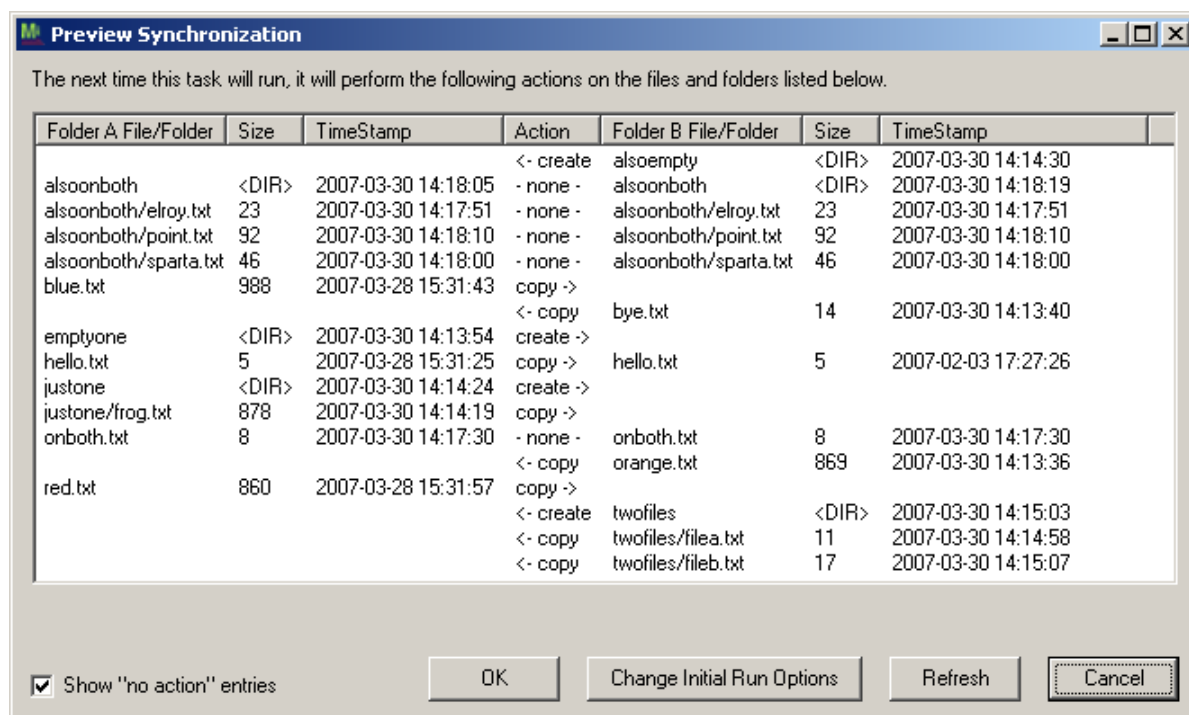 Preview Synchronization
The next time this task will run, it will perform the following actions on the files and folders listed below.
Folder A File/Folder Size TimeStamp Action Folder B File/Folder Size TimeStamp
<- create alsoempty <DIR> 2007-03-30 14:14:30
alsoonboth <DIR> 2007-03-30 14:18:05 - none - alsoonboth <DIR> 2007-03-30 14:18:19
alsoonboth/elroy.txt 23 2007-03-30 14:17:51 - none - alsoonboth/elroy.txt 23 2007-03-30 14:17:51
alsoonboth/point.txt 92 2007-03-30 14:18:10 - none - alsoonboth/point.txt 92 2007-03-30 14:18:10
alsoonboth/sparta.txt 46 2007-03-30 14:18:00 - none - alsoonboth/sparta.txt 46 2007-03-30 14:18:00
blue.txt 988 2007-03-28 15:31:43 copy ->
<- copy bye.txt 14 2007-03-30 14:13:40
emptyone <DIR> 2007-03-30 14:13:54 create ->
hello.txt 5 2007-03-28 15:31:25 copy -> hello.txt 5 2007-02-03 17:27:26
justone <DIR> 2007-03-30 14:14:24 create ->
justone/frog.txt 878 2007-03-30 14:14:19 copy ->
onboth.txt 8 2007-03-30 14:17:30 - none - onboth.txt 8 2007-03-30 14:17:30
<- copy orange.txt 869 2007-03-30 14:13:36
red.txt 860 2007-03-28 15:31:57 copy ->
<- create twofiles <DIR> 2007-03-30 14:15:03
<- copy twofiles/filea.txt 11 2007-03-30 14:14:58
<- copy twofiles/fileb.txt 17 2007-03-30 14:15:07
Show "no action" entries OK Change Initial Run Options Refresh Cancel